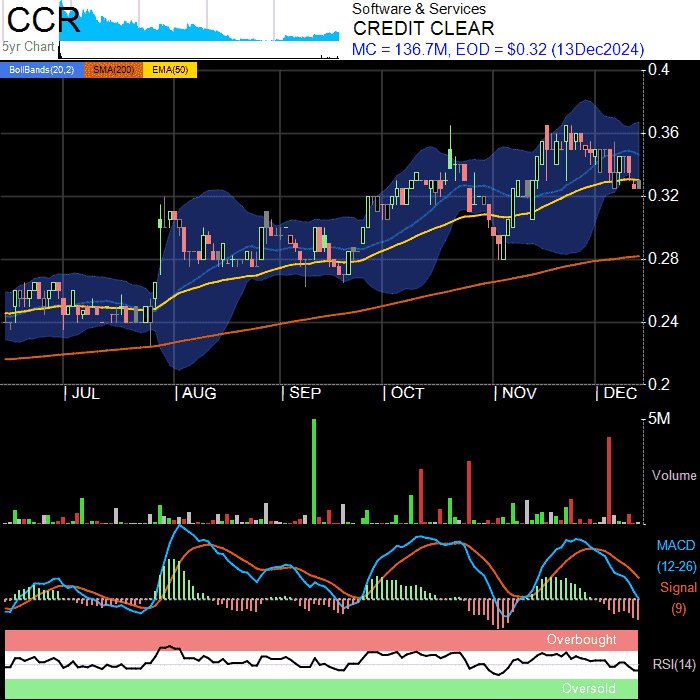 CCR
5yr Chart
Software & Services
CREDIT CLEAR
MC = 136.7M, EOD = $0.32 (13Dec2024)
BollBands(20,2) SMA(200) EMA(50)
0.4
0.36
0.32
0.28
0.24
0.2
JUL AUG SEP OCT NOV DEC
5M
Volume
MACD
(12-26)
Signal
(9)
Overbought
RSI(14)
Oversold